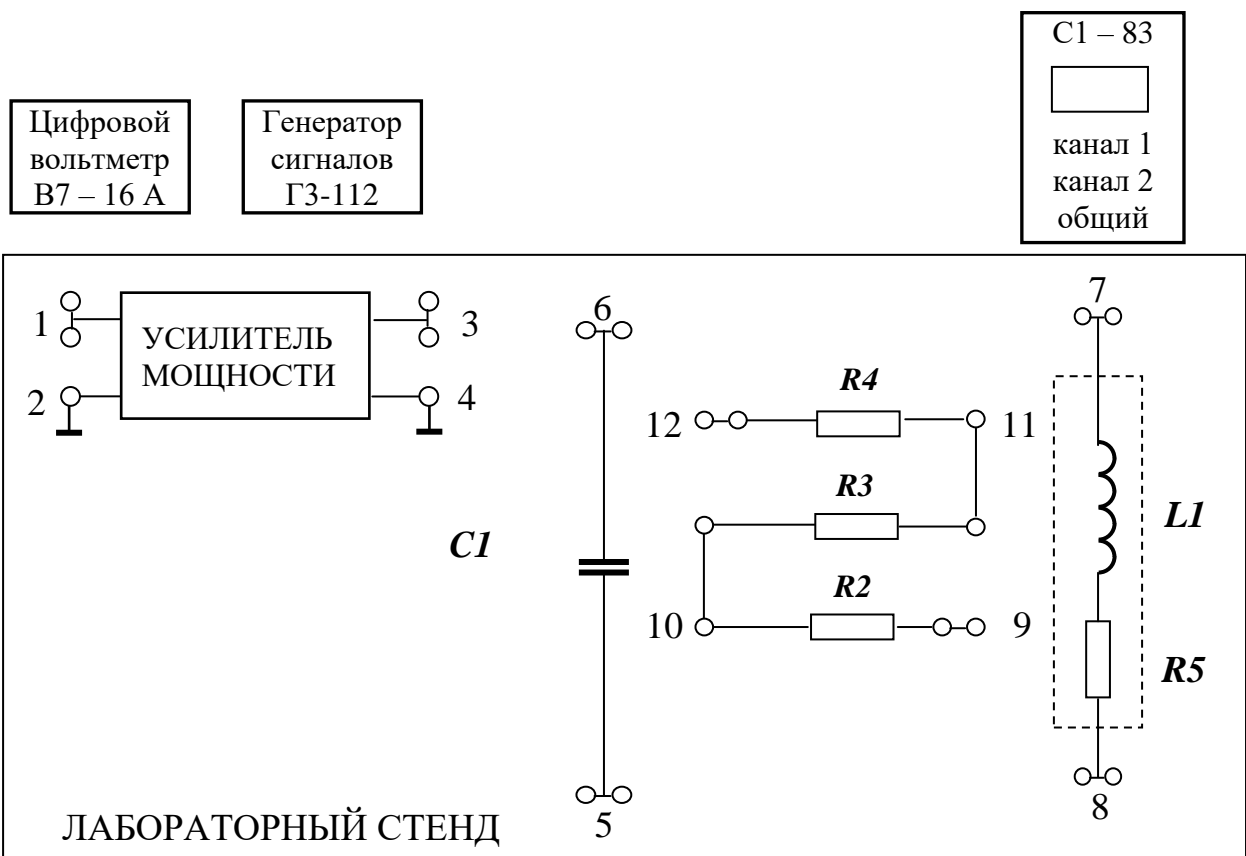 С1 – 83
канал 1
канал 2
общий
Цифровой
вольтметр
В7 – 16 А
Генератор
сигналов
Г3-112
1
2
УСИЛИТЕЛЬ
МОЩНОСТИ
3
4
6
C1
5
R4
12
11
R3
R2
10
9
7
L1
R5
8
ЛАБОРАТОРНЫЙ СТЕНД